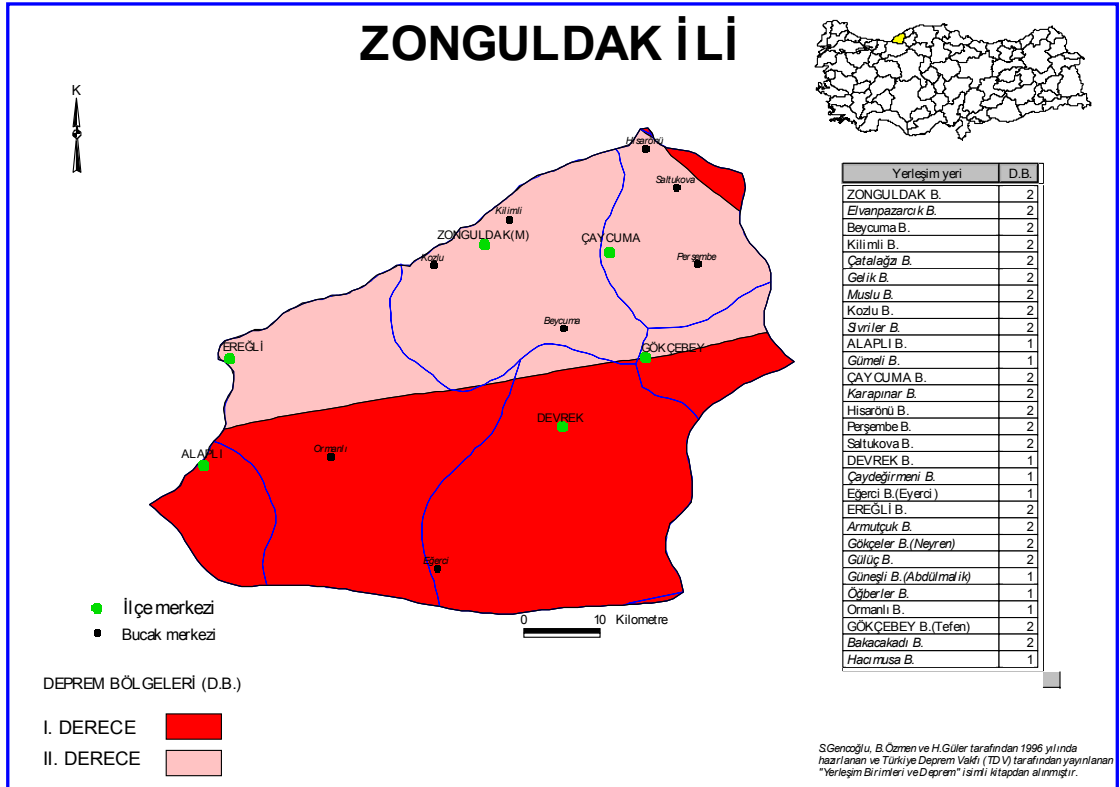 ZONGULDAK İLİ
K
Hisarönü
Saltukova
Kilimli
ZONGULDAK(M)
ÇAYCUMA
Kozlu
Perşembe
Beycuma
EREĞLİ
GÖKÇEBEY
DEVREK
ALAPLI
Ormanlı
Eğerci
0 10 Kilometre
İlçe merkezi
Bucak merkezi
DEPREM BÖLGELERİ (D.B.)
I. DERECE
II. DERECE
Yerleşim yeri D.B.
ZONGULDAK B. 2
Elvanpazarcık B. 2
Beycuma B. 2
Kilimli B. 2
Çatalağzı B. 2
Gelik B. 2
Muslu B. 2
Kozlu B. 2
Sivriler B. 2
ALAPLI B. 1
Gümeli B. 1
ÇAYCUMA B. 2
Karapınar B. 2
Hisarönü B. 2
Perşembe B. 2
Saltukova B. 2
DEVREK B. 1
Çaydeğirmeni B. 1
Eğerci B.(Eyerci) 1
EREĞLİ B. 2
Armutçuk B. 2
Gökçeler B.(Neyren) 2
Gülüç B. 2
Güneşli B.(Abdülmalik) 1
Öğberler B. 1
Ormanlı B. 1
GÖKÇEBEY B.(Tefen) 2
Bakacakadı B. 2
Hacımusa B. 1
S.Gencoğlu, B.Özmen ve H.Güler tarafından 1996 yılında
hazırlanan ve Türkiye Deprem Vakfı (TDV) tarafından yayınlanan
"Yerleşim Birimleri ve Deprem" isimli kitapdan alınmıştır.